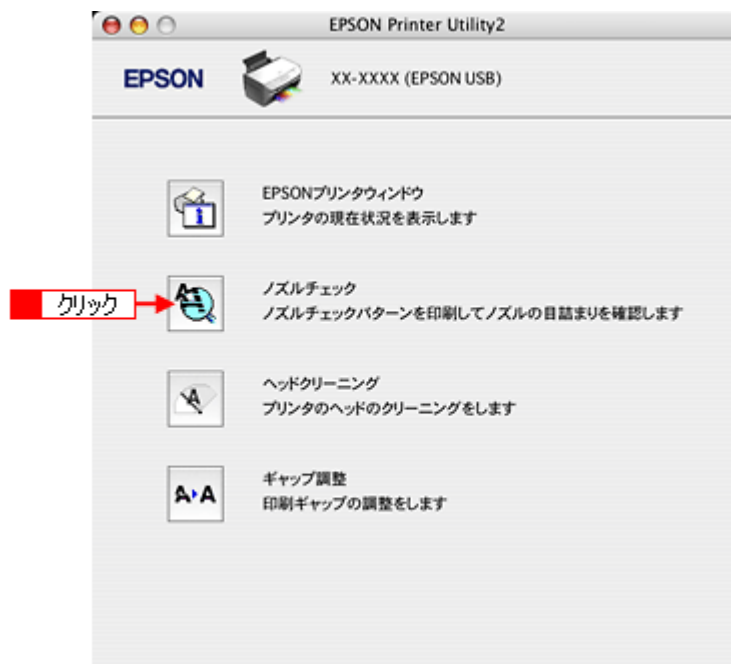 EPSON Printer Utility2
EPSON
XX-XXXX (EPSON USB)
EPSONプリンタウィンドウ
プリンタの現在状況を表示します
クリック
ノズルチェック
ノズルチェックパターンを印刷してノズルの目詰まりを確認します
ヘッドクリーニング
プリンタのヘッドのクリーニングをします
ギャップ調整
印刷ギャップの調整をします